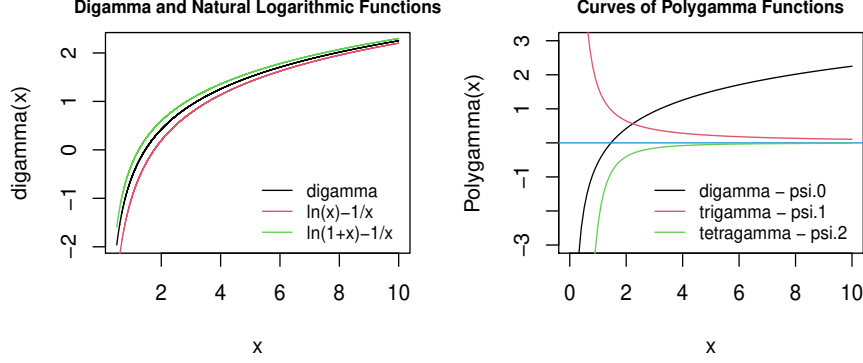 Digamma and Natural Logarithmic Functions
digamma(x)
2
1
0
−1
−2
digamma
ln(x)−1/x
ln(1+x)−1/x
2 4 6 8 10
x
Curves of Polygamma Functions
Polygamma(x)
3
2
1
−1
−3
digamma − psi.0
trigamma − psi.1
tetragamma − psi.2
0 2 4 6 8 10
x